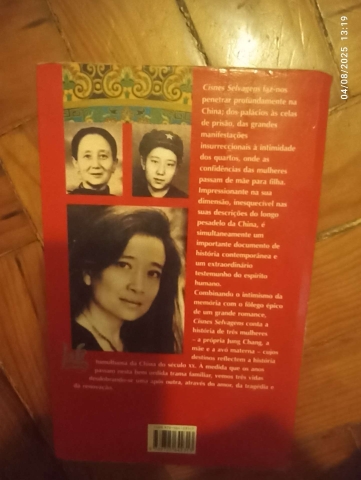 04/08/2025 13:19
Cisnes Selvagens faz-nos
penetrar profundamente na
China; dos palácios às celas
de prisão, das grandes
manifestações
insurreccionais à intimidade
dos quartos, onde as
confidências das mulheres
passam de mãe para filha.
Impressionante na sua
dimensão, inesquecível nas
suas descrições do longo
pesadelo da China, é
simultaneamente um
importante documento de
história contemporânea e
um extraordinário
testemunho do espírito
humano.
Combinando o intimismo da
memória com o fôlego épico
de um grande romance,
Cisnes Selvagens conta a
história de três mulheres
– a própria Jung Chang, a
mãe e a avó materna – cujos
destinos reflectem a história
tumultuosa da China do século XX. À medida que os anos
passam nesta bem urdida trama familiar, vemos três vidas
desdobrando-se uma após outra, através do amor, da tragédia e
da renovação.